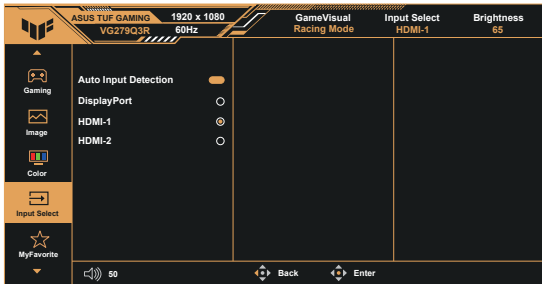 ASUS TUF GAMING 1920 x 1080
VG279Q3R 60Hz
GameVisual
Racing Mode
Input Select
HDMI-1
Brightness
65
Gaming
Image
Color
Input Select
MyFavorite
Auto Input Detection
DisplayPort
HDMI-1
HDMI-2
50
Back
Enter